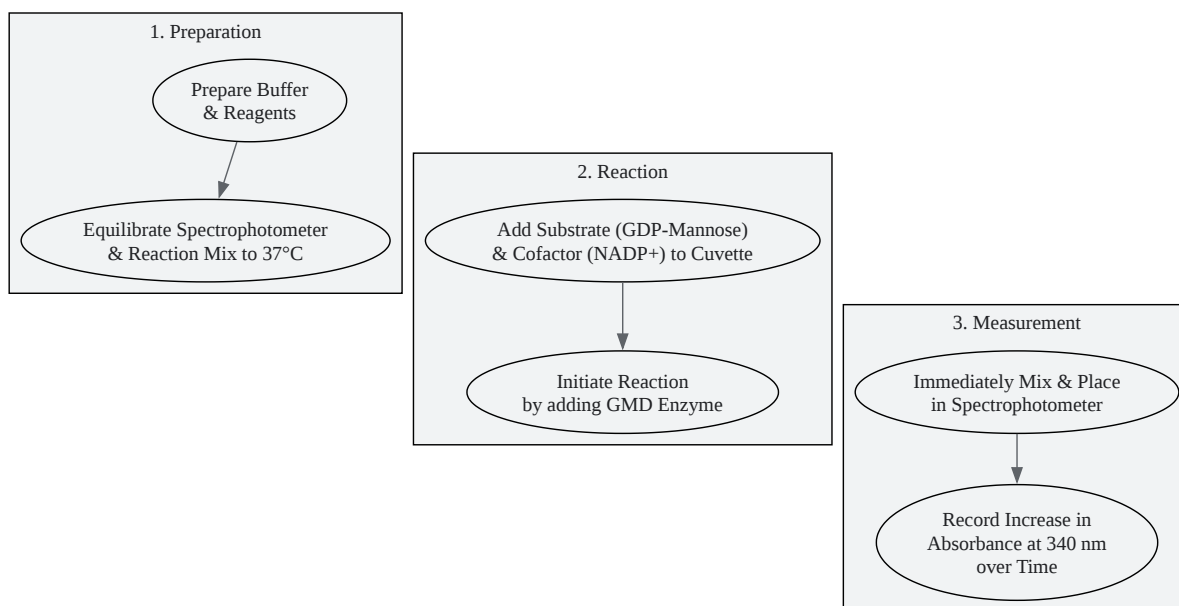 1. Preparation
Prepare Buffer
& Reagents
Equilibrate Spectrophotometer
& Reaction Mix to 37°C
2. Reaction
Add Substrate (GDP-Mannose)
& Cofactor (NADP+) to Cuvette
Initiate Reaction
by adding GMD Enzyme
3. Measurement
Immediately Mix & Place
in Spectrophotometer
Record Increase in
Absorbance at 340 nm
over Time